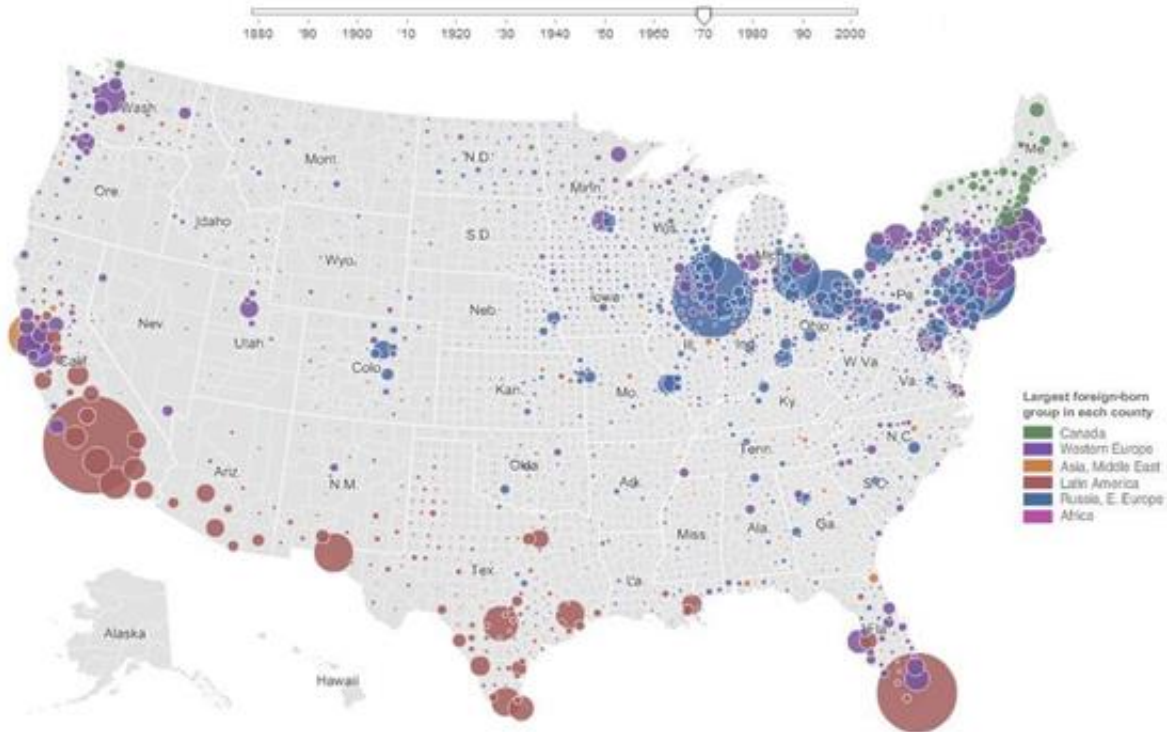 1880 '90 1900 '10 1920 '30 1940 '50 1960 '70 1980 '90 2000
Wash.
Me.
Mont.
N.D.
Minn.
Ore.
Idaho
S.D.
Wis.
Mich.
N.Y.
Wyo.
Iowa
Pa.
Neb.
Nev.
Utah
Ill.
Ind.
Ohio
Calif.
Colo.
W.Va.
Kan.
Mo.
Va.
Ky.
Largest foreign-born
group in each county
Canada
Western Europe
Asia, Middle East
Latin America
Russia, E. Europe
Africa
N.C.
Tenn.
Ariz.
N.M.
Okla.
Ark.
S.C.
Miss.
Ala.
Ga.
Tex.
La.
Fla.
Alaska
Hawaii